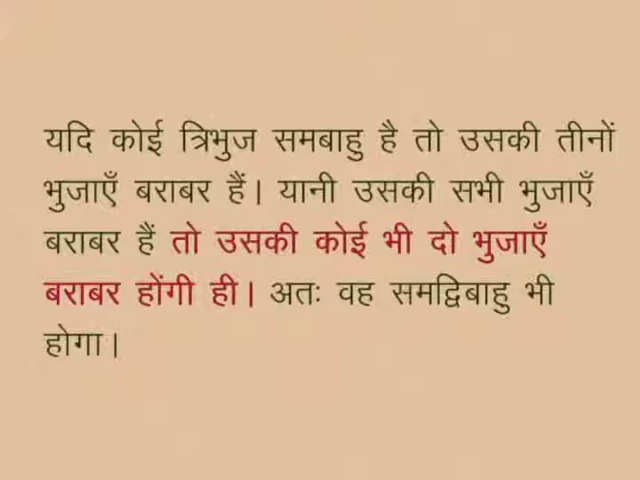 यदि कोई त्रिभुज समबाहु है तो उसकी तीनों
भुजाएँ बराबर हैं। यानी उसकी सभी भुजाएँ
बराबर हैं तो उसकी कोई भी दो भुजाएँ
बराबर होंगी ही। अतः वह समद्विबाहु भी
होगा।